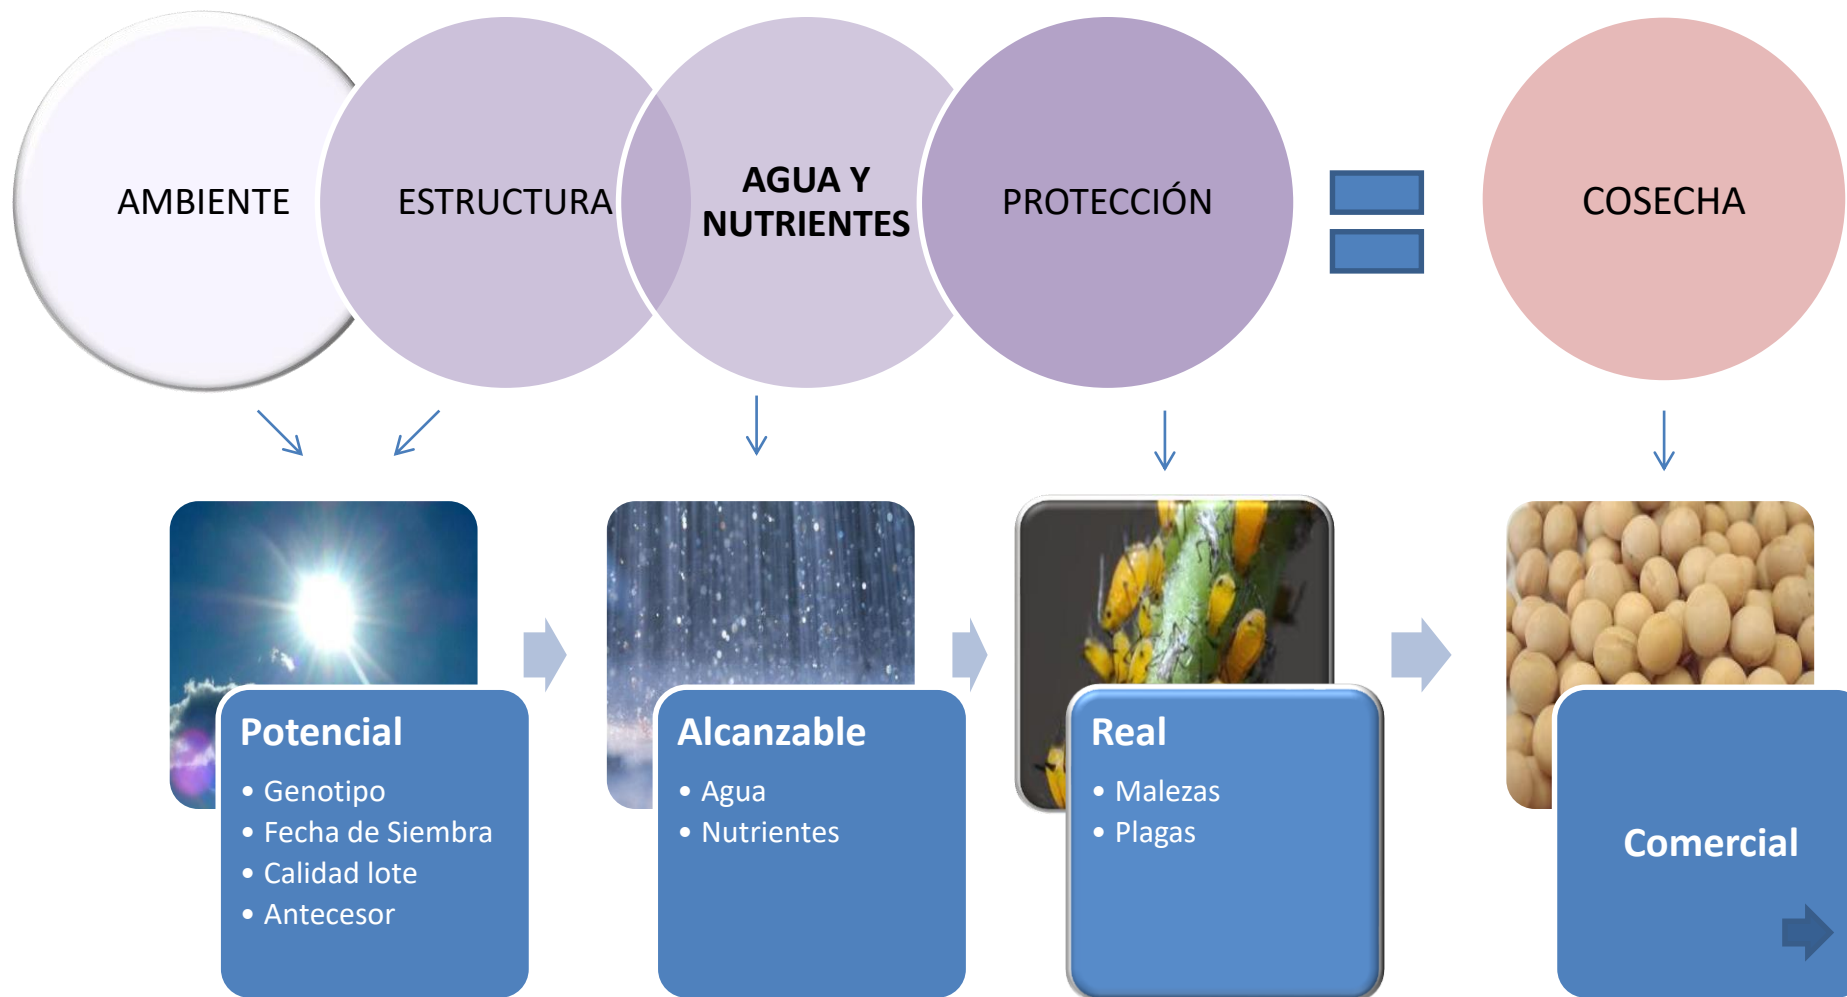 AMBIENTE
ESTRUCTURA
AGUA Y
NUTRIENTES
PROTECCIÓN
COSECHA
Potencial
• Genotipo
• Fecha de Siembra
• Calidad lote
• Antecesor
Alcanzable
• Agua
• Nutrientes
Real
• Malezas
• Plagas
Comercial